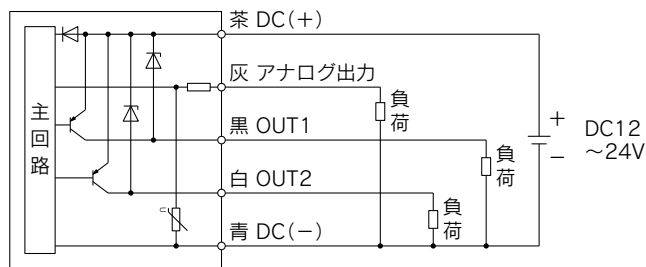 茶 DC(+)
灰 アナログ出力
主回路
負荷
黒 OUT1
+
DC12
～24V
−
負荷
白 OUT2
負荷
青 DC(−)